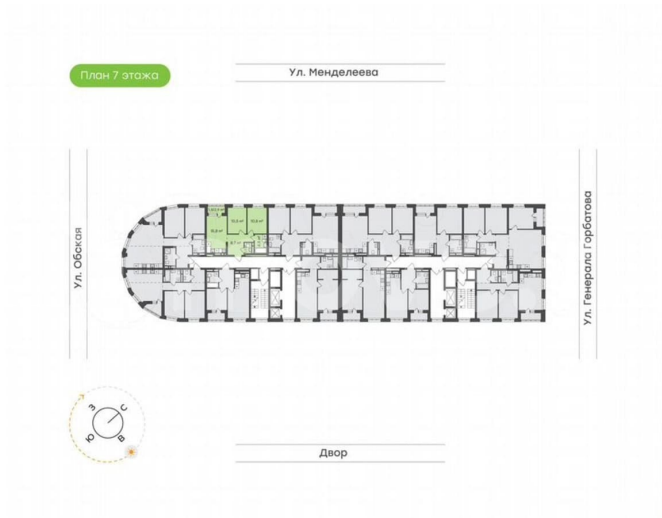 Ул. Менделеева
План 7 этажа
Ул. Обская
Ул. Генерала Горбатова
З
С
Ю
В
Двор